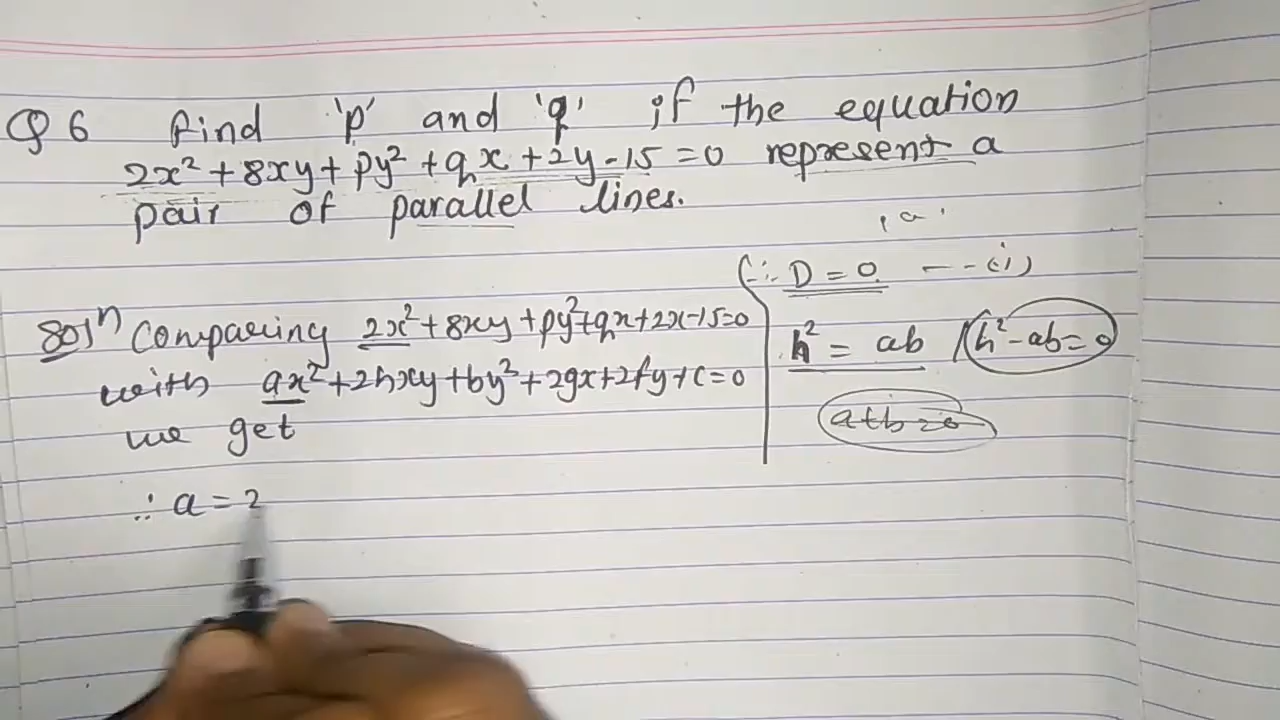 Q 6 Find 'p' and 'q' if the equation
2x² + 8xy + py² + qx + 2y - 15 = 0 represent a
pair of parallel lines.
'a'
(∵ D = 0 --- (i)
Solⁿ Comparing 2x² + 8xy + py² + qx + 2x - 15 = 0
h² = ab / h² - ab = 0
with ax² + 2hxy + by² + 2gx + 2fy + c = 0
a + b = 0
we get
∴ a = 2